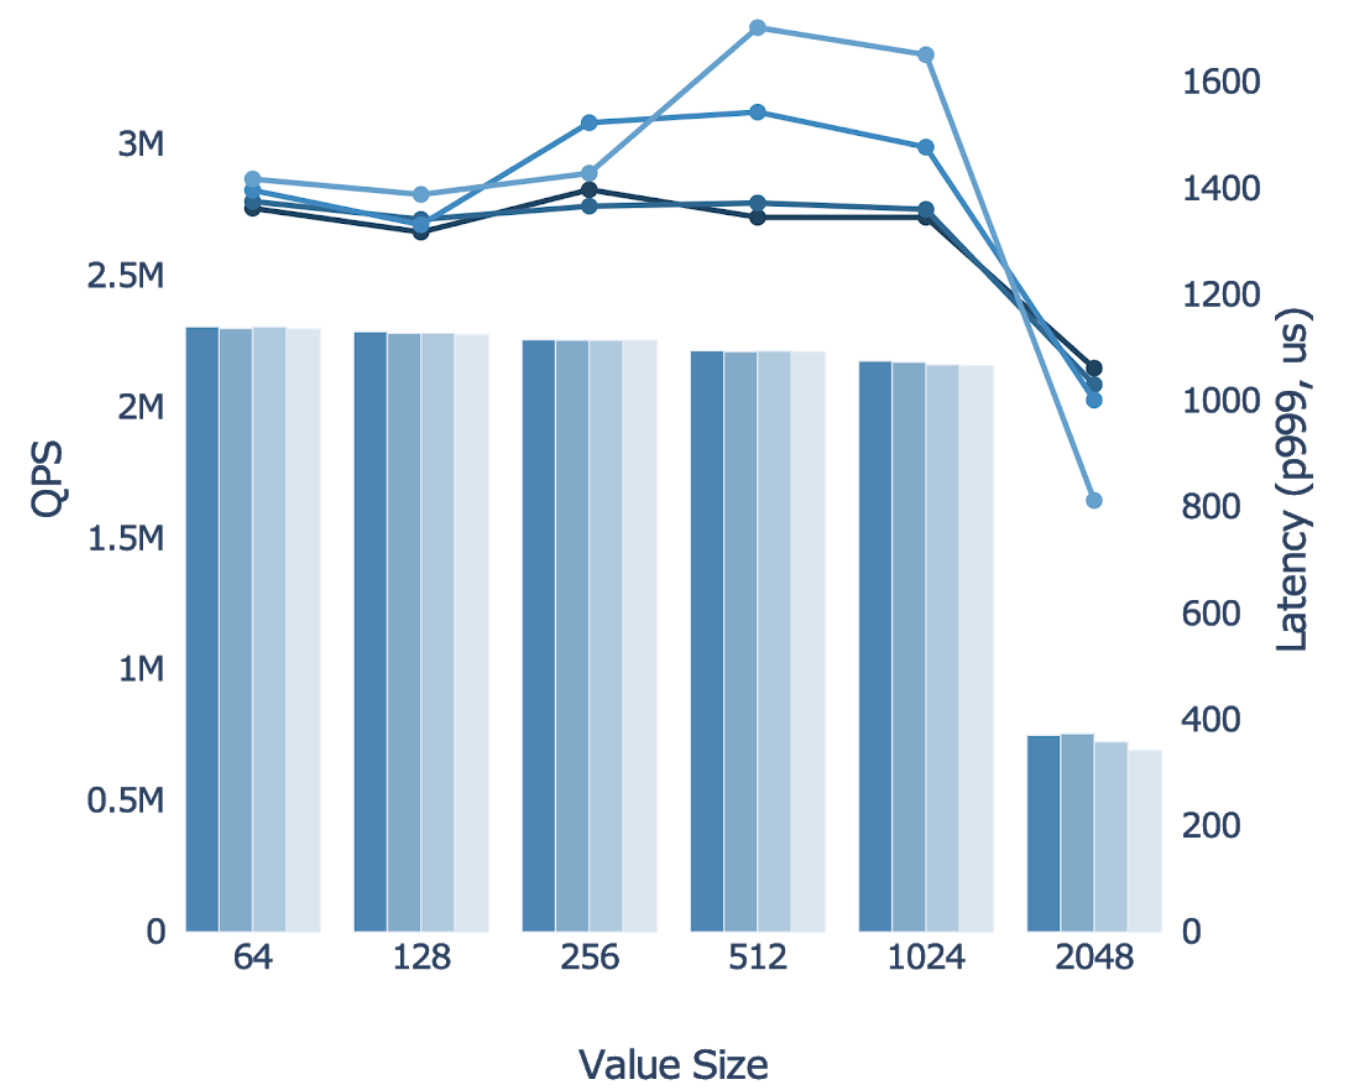 3M
2.5M
2M
1.5M
1M
0.5M
0
QPS
1600
1400
1200
1000
800
600
400
200
0
Latency (p999, us)
64 128 256 512 1024 2048
Value Size